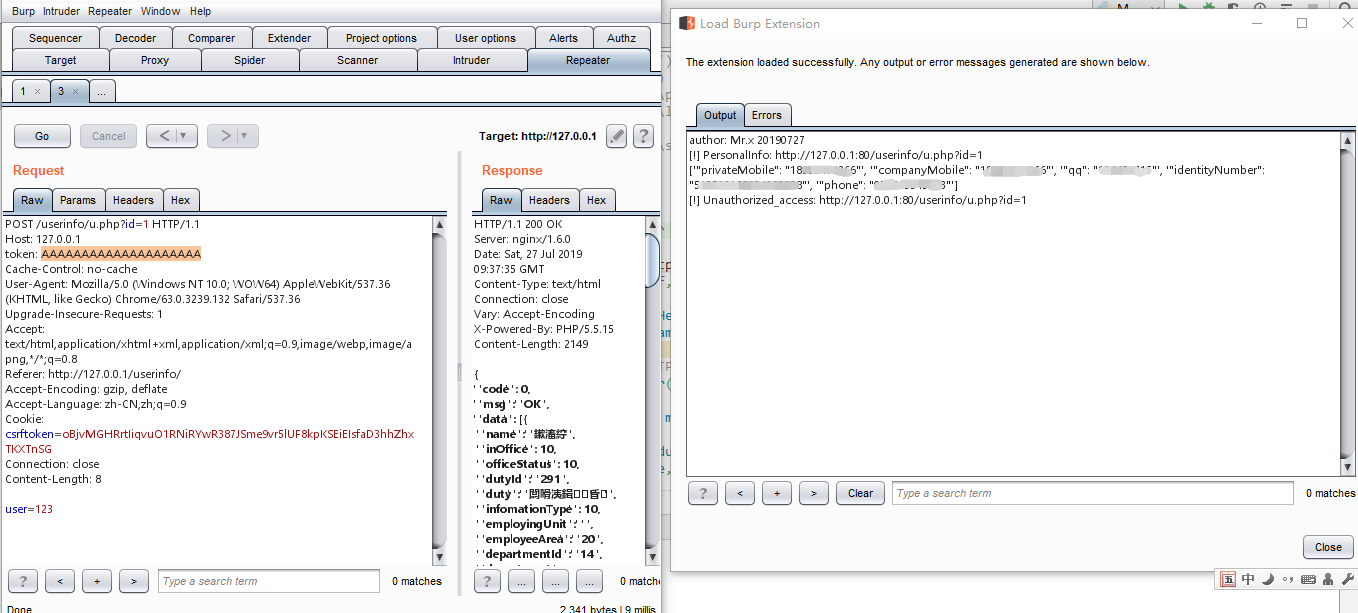 Burp Intruder Repeater Window Help
Sequencer Decoder Comparer Extender Project options User options Alerts Authz
Target Proxy Spider Scanner Intruder Repeater
1 × 3 × ...
Go Cancel < ▼ > ▼ Target: http://127.0.0.1 ?
Request
Raw Params Headers Hex
POST /userinfo/u.php?id=1 HTTP/1.1
Host: 127.0.0.1
token: AAAAAAAAAAAAAAAAAAAA
Cache-Control: no-cache
User-Agent: Mozilla/5.0 (Windows NT 10.0; WOW64) AppleWebKit/537.36
(KHTML, like Gecko) Chrome/63.0.3239.132 Safari/537.36
Upgrade-Insecure-Requests: 1
Accept:
text/html,application/xhtml+xml,application/xml;q=0.9,image/webp,image/a
png,*/*;q=0.8
Referer: http://127.0.0.1/userinfo/
Accept-Encoding: gzip, deflate
Accept-Language: zh-CN,zh;q=0.9
Cookie:
Connection: close
Content-Length: 8
user=123
? < + > Type a search term 0 matches
Done
Response
Raw Headers Hex
HTTP/1.1 200 OK
Server: nginx/1.6.0
Date: Sat, 27 Jul 2019
09:37:35 GMT
Content-Type: text/html
Connection: close
Vary: Accept-Encoding
X-Powered-By: PHP/5.5.15
Content-Length: 2149
{
"code": 0,
"msg": "OK",
"data": [{
"name":
"inOffice": 10,
"officeStatus": 10,
"dutyId": "291",
"duty":
"infomationType": 10,
"employingUnit": "",
"employeeArea": "20",
"departmentId": "14",
? ... ... ... 0 match
2,341 bytes | 9 millis
Load Burp Extension
The extension loaded successfully. Any output or error messages generated are shown below.
Output Errors
author: Mr.x 20190727
[!] PersonalInfo: http://127.0.0.1:80/userinfo/u.php?id=1
['"privateMobile": "18 "', '"companyMobile": " "', '"qq": " "', '"identityNumber":
'"phone": " "']
[!] Unauthorized_access: http://127.0.0.1:80/userinfo/u.php?id=1
? < + > Clear Type a search term 0 matches
Close
五 中